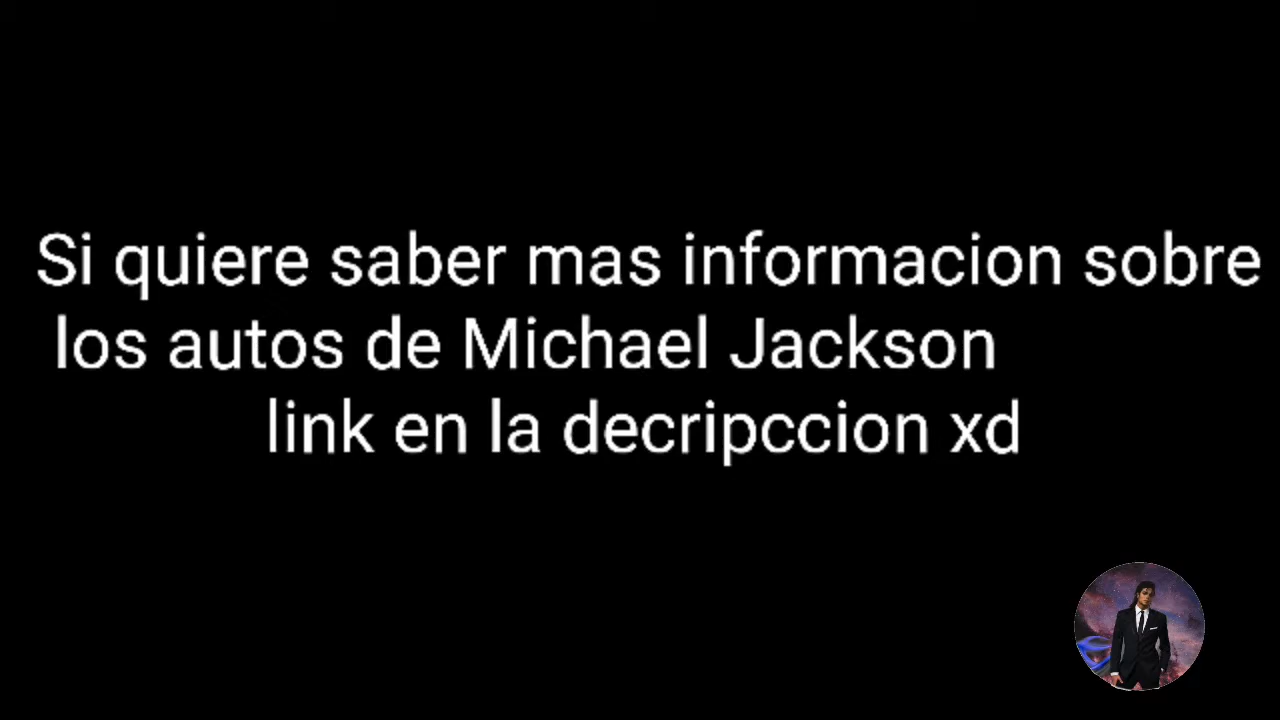 Si quiere saber mas informacion sobre
los autos de Michael Jackson
link en la decripccion xd